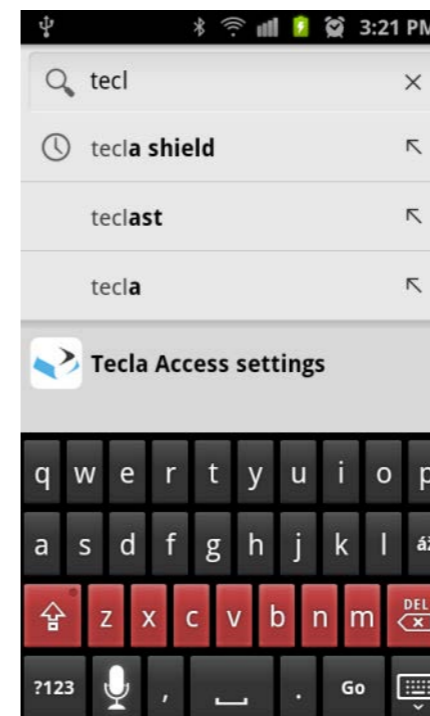 3:21 PM
tecl
tecla shield
teclast
tecla
Tecla Access settings
q w e r t y u i o p
a s d f g h j k l
z x c v b n m DEL
?123 , . Go